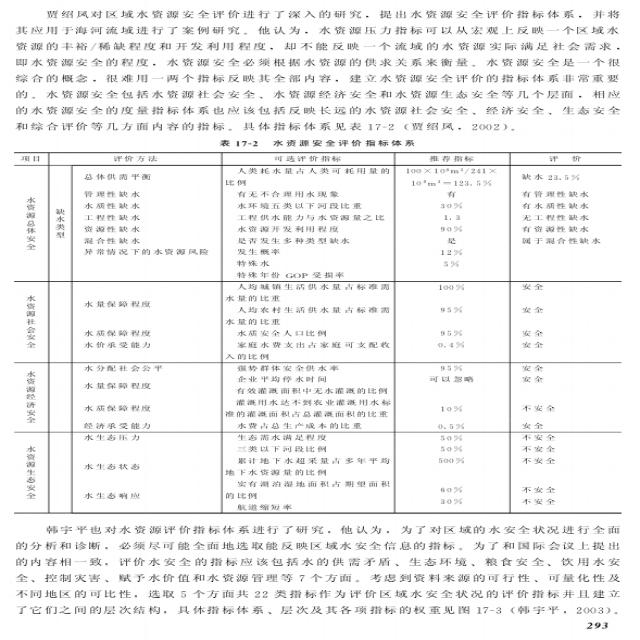 贾绍凤对区域水资源安全评价进行了深入的研究，提出水资源安全评价指标体系，并将
其应用于海河流域进行了案例研究。他认为，水资源压力指标可以从宏观上反映一个区域水
资源的丰裕/稀缺程度和开发利用程度，却不能反映一个流域的水资源实际满足社会需求，
即水资源安全的程度，水资源安全必须根据水资源的供求关系来衡量。水资源安全是一个很
综合的概念，很难用一两个指标反映其全部内容，建立水资源安全评价的指标体系非常重要
的。水资源安全包括水资源社会安全、水资源经济安全和水资源生态安全等几个层面，相应
的水资源安全的度量指标体系也应该包括反映长远的水资源社会安全、经济安全、生态安全
和综合评价等几方面内容的指标。具体指标体系见表 17-2（贾绍凤，2002）。
表 17-2 水资源安全评价指标体系
项目 评价方法 可选评价指标 推荐指标 评 价
水资源总体安全
缺水类型
总体供需平衡 人类耗水量占人类可耗用量的 100×10⁸m³/241×
比例 10⁸m³=123.5% 缺水 23.5%
管理性缺水 有无不合理用水现象 有 有管理性缺水
水质性缺水 水环境五类以下河段比重 30% 有水质性缺水
工程性缺水 工程供水能力与水资源量之比 1.3 无工程性缺水
资源性缺水 水资源开发利用程度 90% 有资源性缺水
混合性缺水 是否发生多种类型缺水 是 属于混合性缺水
异常情况下的水资源风险 发生概率 12%
特殊水 5%
特殊年份 GOP 受损率
水资源社会安全
水量保障程度 人均城镇生活供水量占标准需 100% 安全
水量的比重
人均农村生活供水量占标准需 95% 安全
水量的比重
水质保障程度 水质安全人口比例 95% 安全
水价承受能力 家庭水费支出占家庭可支配收 0.4% 安全
入的比例
水资源经济安全
水分配社会公平 强势群体安全供水率 95% 安全
水量保障程度 企业平均停水时间 可以忽略 安全
有效灌溉面积中无水灌溉的比例
水质保障程度 灌溉用水达不到农业灌溉用水标 10% 不安全
准的灌溉面积占总灌溉面积的比重
经济承受能力 水费占总生产成本的比重 0.5% 安全
水资源生态安全
水生态压力 生态需水满足程度 50% 不安全
三类以下河段比例 50% 不安全
水生态状态 累计地下水超采量占多年平均 500% 不安全
地下水资源量的比例
水生态响应 实有湖泊湿地面积占期望面积 60% 不安全
的比例
航道缩短率 30% 不安全
韩宇平也对水资源评价指标体系进行了研究，他认为，为了对区域的水安全状况进行全面
的分析和诊断，必须尽可能全面地选取能反映区域水安全信息的指标。为了和国际会议上提出
的内容相一致，评价水安全的指标应该包括水的供需矛盾、生态环境、粮食安全、饮用水安
全、控制灾害、赋予水价值和水资源管理等 7 个方面。考虑到资料来源的可行性、可量化性及
不同地区的可比性，选取 5 个方面共 22 类指标作为评价区域水安全状况的评价指标并且建立
了它们之间的层次结构，具体指标体系、层次及其各项指标的权重见图 17-3（韩宇平，2003）。
293